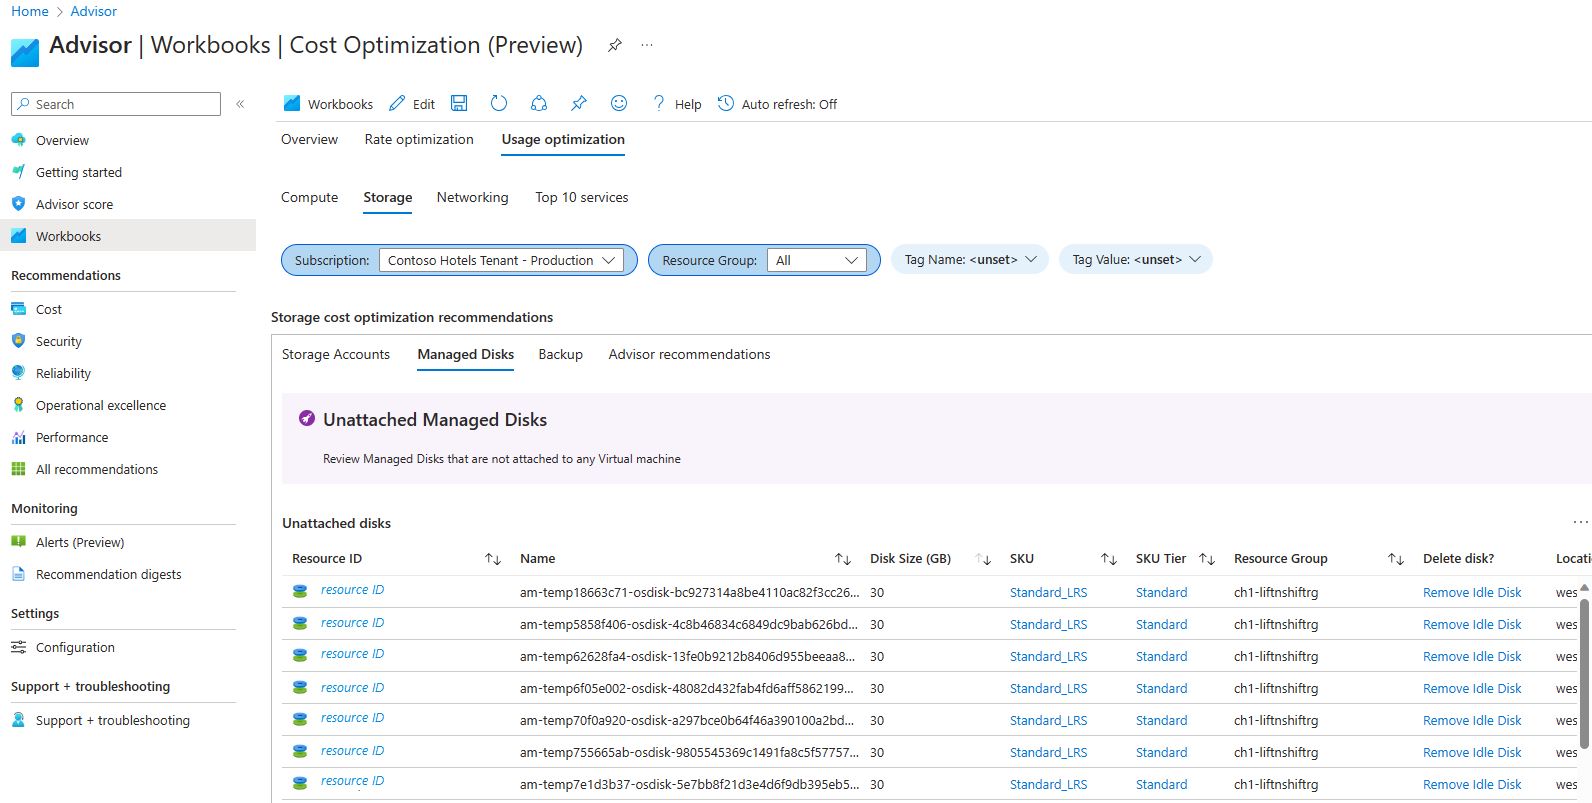 Home > Advisor
Advisor | Workbooks | Cost Optimization (Preview) ...
Search «
Overview
Getting started
Advisor score
Workbooks
Recommendations
Cost
Security
Reliability
Operational excellence
Performance
All recommendations
Monitoring
Alerts (Preview)
Recommendation digests
Settings
Configuration
Support + troubleshooting
Support + troubleshooting
Workbooks Edit ? Help Auto refresh: Off
Overview Rate optimization Usage optimization
Compute Storage Networking Top 10 services
Subscription: Contoso Hotels Tenant - Production Resource Group: All Tag Name: <unset> Tag Value: <unset>
Storage cost optimization recommendations
Storage Accounts Managed Disks Backup Advisor recommendations
Unattached Managed Disks
Review Managed Disks that are not attached to any Virtual machine
Unattached disks ...
Resource ID Name Disk Size (GB) SKU SKU Tier Resource Group Delete disk? Locati
resource ID am-temp18663c71-osdisk-bc927314a8be4110ac82f3cc26... 30 Standard_LRS Standard ch1-liftnshiftrg Remove Idle Disk wes
resource ID am-temp5858f406-osdisk-4c8b46834c6849dc9bab626bd... 30 Standard_LRS Standard ch1-liftnshiftrg Remove Idle Disk wes
resource ID am-temp62628fa4-osdisk-13fe0b9212b8406d955beeaa8... 30 Standard_LRS Standard ch1-liftnshiftrg Remove Idle Disk wes
resource ID am-temp6f05e002-osdisk-48082d432fab4fd6aff5862199... 30 Standard_LRS Standard ch1-liftnshiftrg Remove Idle Disk wes
resource ID am-temp70f0a920-osdisk-a297bce0b64f46a390100a2bd... 30 Standard_LRS Standard ch1-liftnshiftrg Remove Idle Disk wes
resource ID am-temp755665ab-osdisk-9805545369c1491fa8c5f57757... 30 Standard_LRS Standard ch1-liftnshiftrg Remove Idle Disk wes
resource ID am-temp7e1d3b37-osdisk-5e7bb8f21d3e4d6f9db395eb5... 30 Standard_LRS Standard ch1-liftnshiftrg Remove Idle Disk wes